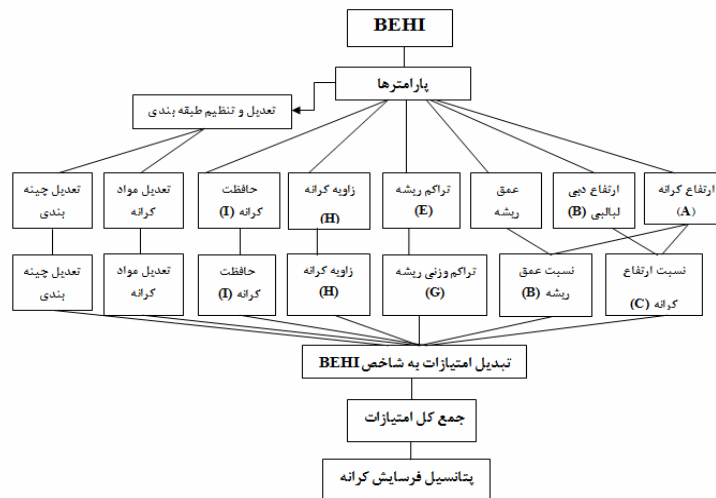 BEHI
پارامترها
تعدیل و تنظیم طبقه بندی
ارتفاع کرانه
(A)
ارتفاع دبی
لبالبی (B)
عمق
ریشه
تراکم ریشه
(E)
زاویه کرانه
(H)
حافظت
کرانه (I)
تعدیل مواد
کرانه
تعدیل چینه
بندی
نسبت ارتفاع
کرانه (C)
نسبت عمق
ریشه (B)
تراکم وزنی ریشه
(G)
زاویه کرانه
(H)
حافظت
کرانه (I)
تعدیل مواد
کرانه
تعدیل چینه
بندی
تبدیل امتیازات به شاخص BEHI
جمع کل امتیازات
پتانسیل فرسایش کرانه